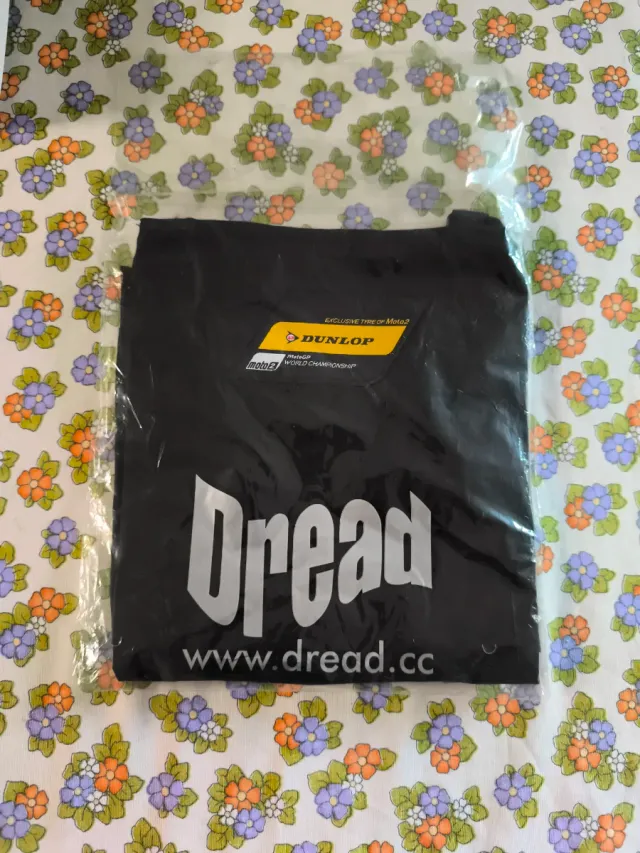 EXCLUSIVE TYRE OF Moto2
DUNLOP
moto2
MotoGP
WORLD CHAMPIONSHIP
Dread
www.dread.cc